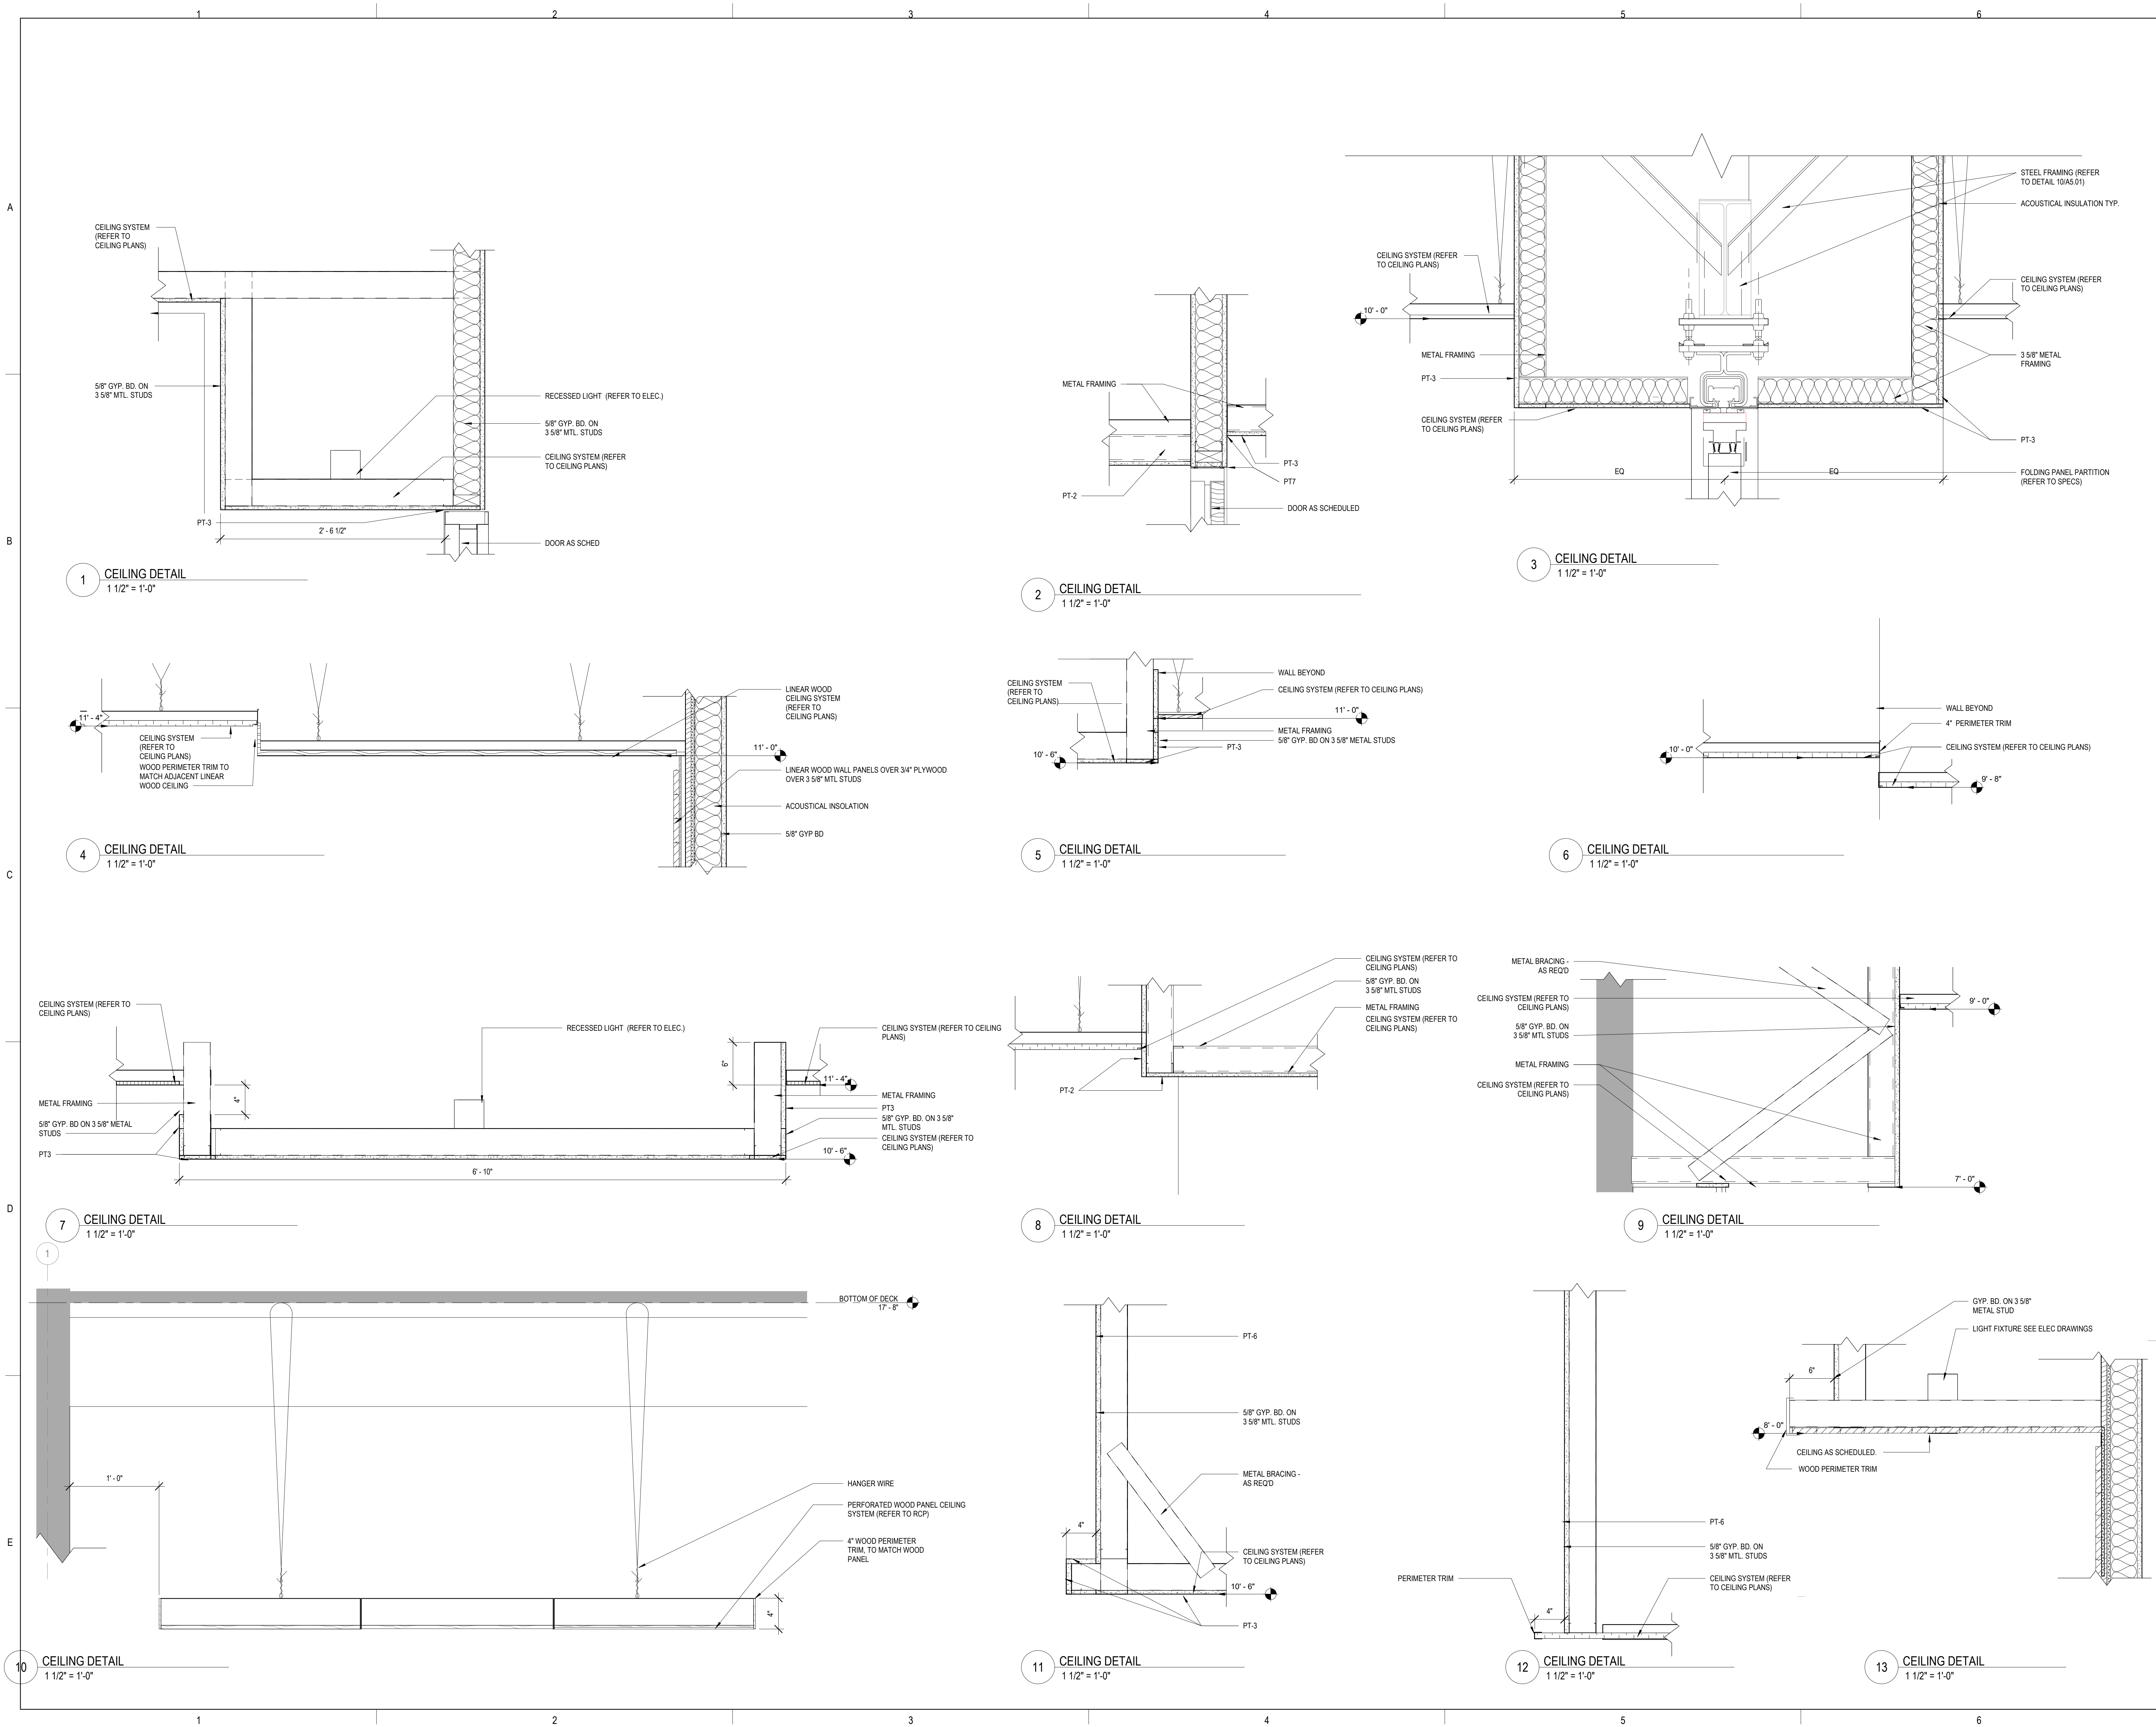 1
2
3
4
5
6
A
B
C
D
E
CEILING SYSTEM
(REFER TO
CEILING PLANS)
5/8" GYP. BD. ON
3 5/8" MTL. STUDS
RECESSED LIGHT (REFER TO ELEC.)
5/8" GYP. BD. ON
3 5/8" MTL. STUDS
CEILING SYSTEM (REFER
TO CEILING PLANS)
PT-3
2' - 6 1/2"
DOOR AS SCHED
1
CEILING DETAIL
1 1/2" = 1'-0"
METAL FRAMING
PT-3
PT7
PT-2
DOOR AS SCHEDULED
2
CEILING DETAIL
1 1/2" = 1'-0"
STEEL FRAMING (REFER
TO DETAIL 10/A5.01)
ACOUSTICAL INSULATION TYP.
CEILING SYSTEM (REFER
TO CEILING PLANS)
CEILING SYSTEM (REFER
TO CEILING PLANS)
10' - 0"
METAL FRAMING
3 5/8" METAL
FRAMING
PT-3
CEILING SYSTEM (REFER
TO CEILING PLANS)
PT-3
EQ
EQ
FOLDING PANEL PARTITION
(REFER TO SPECS)
3
CEILING DETAIL
1 1/2" = 1'-0"
11' - 4"
CEILING SYSTEM
(REFER TO
CEILING PLANS)
WOOD PERIMETER TRIM TO
MATCH ADJACENT LINEAR
WOOD CEILING
LINEAR WOOD
CEILING SYSTEM
(REFER TO
CEILING PLANS)
11' - 0"
LINEAR WOOD WALL PANELS OVER 3/4" PLYWOOD
OVER 3 5/8" MTL STUDS
ACOUSTICAL INSOLATION
5/8" GYP BD
4
CEILING DETAIL
1 1/2" = 1'-0"
CEILING SYSTEM
(REFER TO
CEILING PLANS)
WALL BEYOND
CEILING SYSTEM (REFER TO CEILING PLANS)
11' - 0"
METAL FRAMING
5/8" GYP. BD ON 3 5/8" METAL STUDS
PT-3
10' - 6"
5
CEILING DETAIL
1 1/2" = 1'-0"
WALL BEYOND
4" PERIMETER TRIM
CEILING SYSTEM (REFER TO CEILING PLANS)
10' - 0"
9' - 8"
6
CEILING DETAIL
1 1/2" = 1'-0"
CEILING SYSTEM (REFER TO
CEILING PLANS)
METAL FRAMING
5/8" GYP. BD ON 3 5/8" METAL
STUDS
PT3
4"
RECESSED LIGHT (REFER TO ELEC.)
6"
CEILING SYSTEM (REFER TO CEILING
PLANS)
11' - 4"
METAL FRAMING
PT3
5/8" GYP. BD. ON 3 5/8"
MTL. STUDS
CEILING SYSTEM (REFER TO
CEILING PLANS)
10' - 6"
6' - 10"
7
CEILING DETAIL
1 1/2" = 1'-0"
CEILING SYSTEM (REFER TO
CEILING PLANS)
5/8" GYP. BD. ON
3 5/8" MTL STUDS
METAL FRAMING
CEILING SYSTEM (REFER TO
CEILING PLANS)
PT-2
8
CEILING DETAIL
1 1/2" = 1'-0"
METAL BRACING -
AS REQ'D
CEILING SYSTEM (REFER TO
CEILING PLANS)
5/8" GYP. BD. ON
3 5/8" MTL STUDS
METAL FRAMING
CEILING SYSTEM (REFER TO
CEILING PLANS)
9' - 0"
7' - 0"
9
CEILING DETAIL
1 1/2" = 1'-0"
1
BOTTOM OF DECK
17' - 8"
1' - 0"
HANGER WIRE
PERFORATED WOOD PANEL CEILING
SYSTEM (REFER TO RCP)
4" WOOD PERIMETER
TRIM, TO MATCH WOOD
PANEL
4"
10
CEILING DETAIL
1 1/2" = 1'-0"
PT-6
5/8" GYP. BD. ON
3 5/8" MTL. STUDS
METAL BRACING -
AS REQ'D
4"
CEILING SYSTEM (REFER
TO CEILING PLANS)
10' - 6"
PT-3
11
CEILING DETAIL
1 1/2" = 1'-0"
PT-6
5/8" GYP. BD. ON
3 5/8" MTL. STUDS
PERIMETER TRIM
CEILING SYSTEM (REFER
TO CEILING PLANS)
4"
12
CEILING DETAIL
1 1/2" = 1'-0"
GYP. BD. ON 3 5/8"
METAL STUD
LIGHT FIXTURE SEE ELEC DRAWINGS
6"
8' - 0"
CEILING AS SCHEDULED.
WOOD PERIMETER TRIM
13
CEILING DETAIL
1 1/2" = 1'-0"
1
2
3
4
5
6